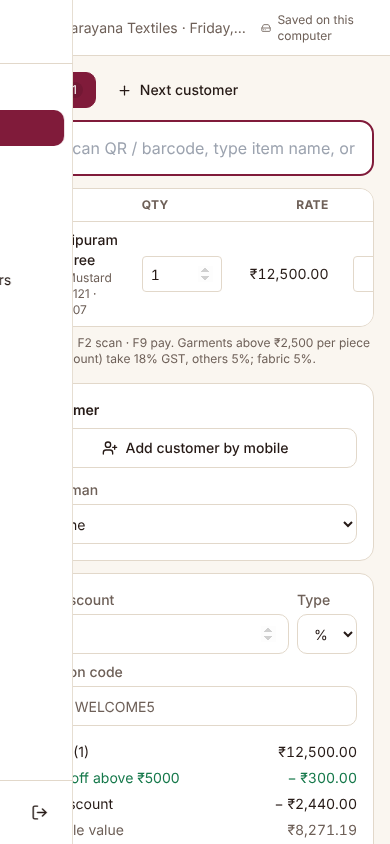 arayana Textiles · Friday,...
Saved on this
computer
1
Next customer
can QR / barcode, type item name, or
QTY
RATE
ipuram
ree
Mustard
121 ·
07
1
₹12,500.00
F2 scan · F9 pay. Garments above ₹2,500 per piece
ount) take 18% GST, others 5%; fabric 5%.
rs
mer
Add customer by mobile
man
ne
scount
Type
%
on code
WELCOME5
(1)
₹12,500.00
off above ₹5000
− ₹300.00
scount
− ₹2,440.00
le value
₹8,271.19